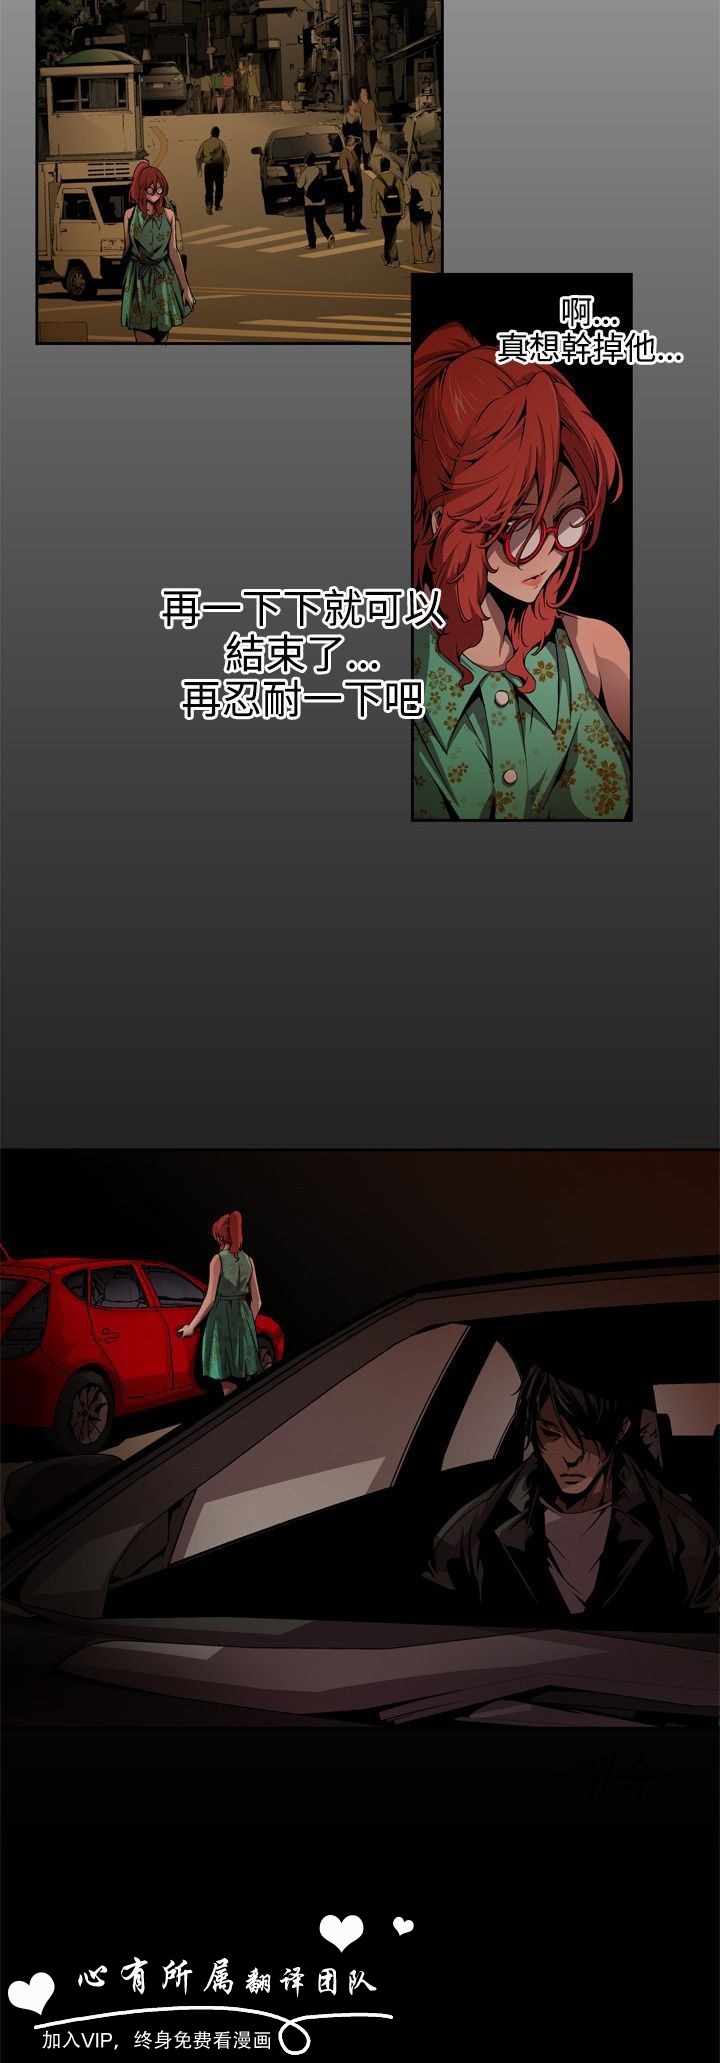 啊...
真想幹掉他...
再一下下就可以
結束了...
再忍耐一下吧
-계속-
心有所属翻译团队
加入VIP，终身免费看漫画